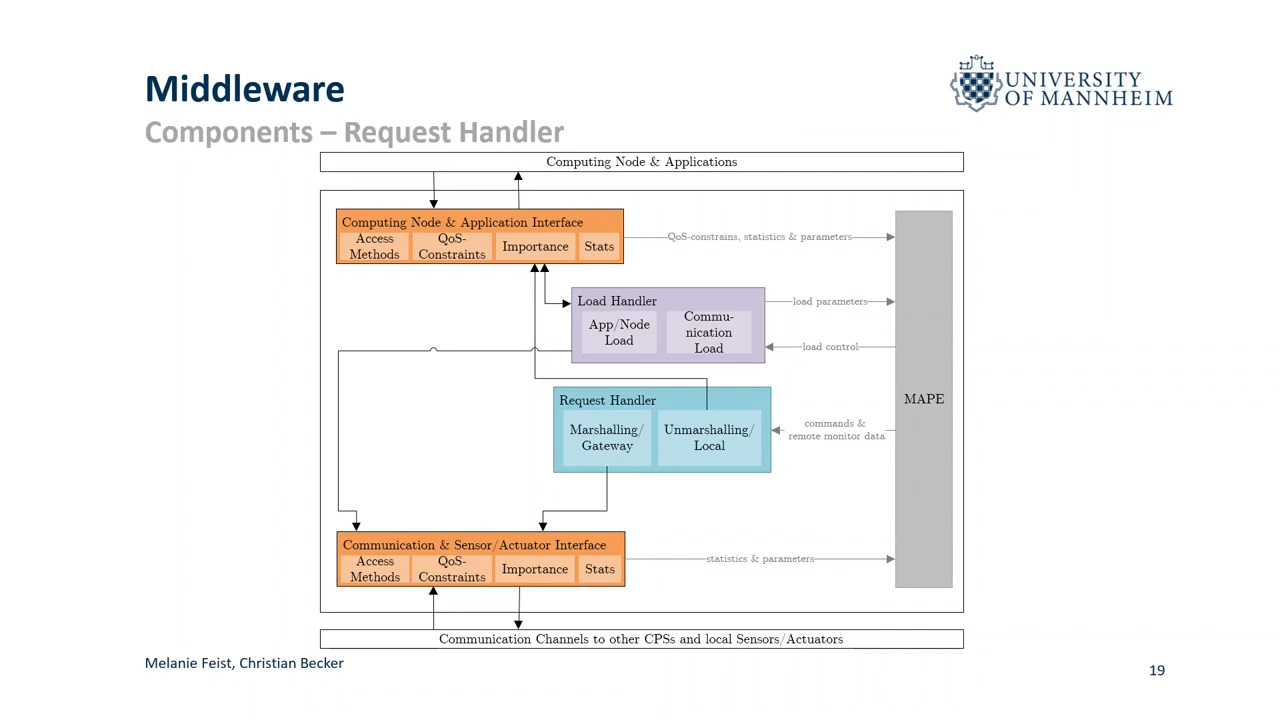 Middleware
Components – Request Handler
UNIVERSITY
OF MANNHEIM
Computing Node & Applications
Computing Node & Application Interface
Access
Methods
QoS-
Constraints
Importance
Stats
QoS-constrains, statistics & parameters
Load Handler
App/Node
Load
Commu-
nication
Load
load parameters
load control
MAPE
Request Handler
Marshalling/
Gateway
Unmarshalling/
Local
commands &
remote monitor data
Communication & Sensor/Actuator Interface
Access
Methods
QoS-
Constraints
Importance
Stats
statistics & parameters
Communication Channels to other CPSs and local Sensors/Actuators
Melanie Feist, Christian Becker
19